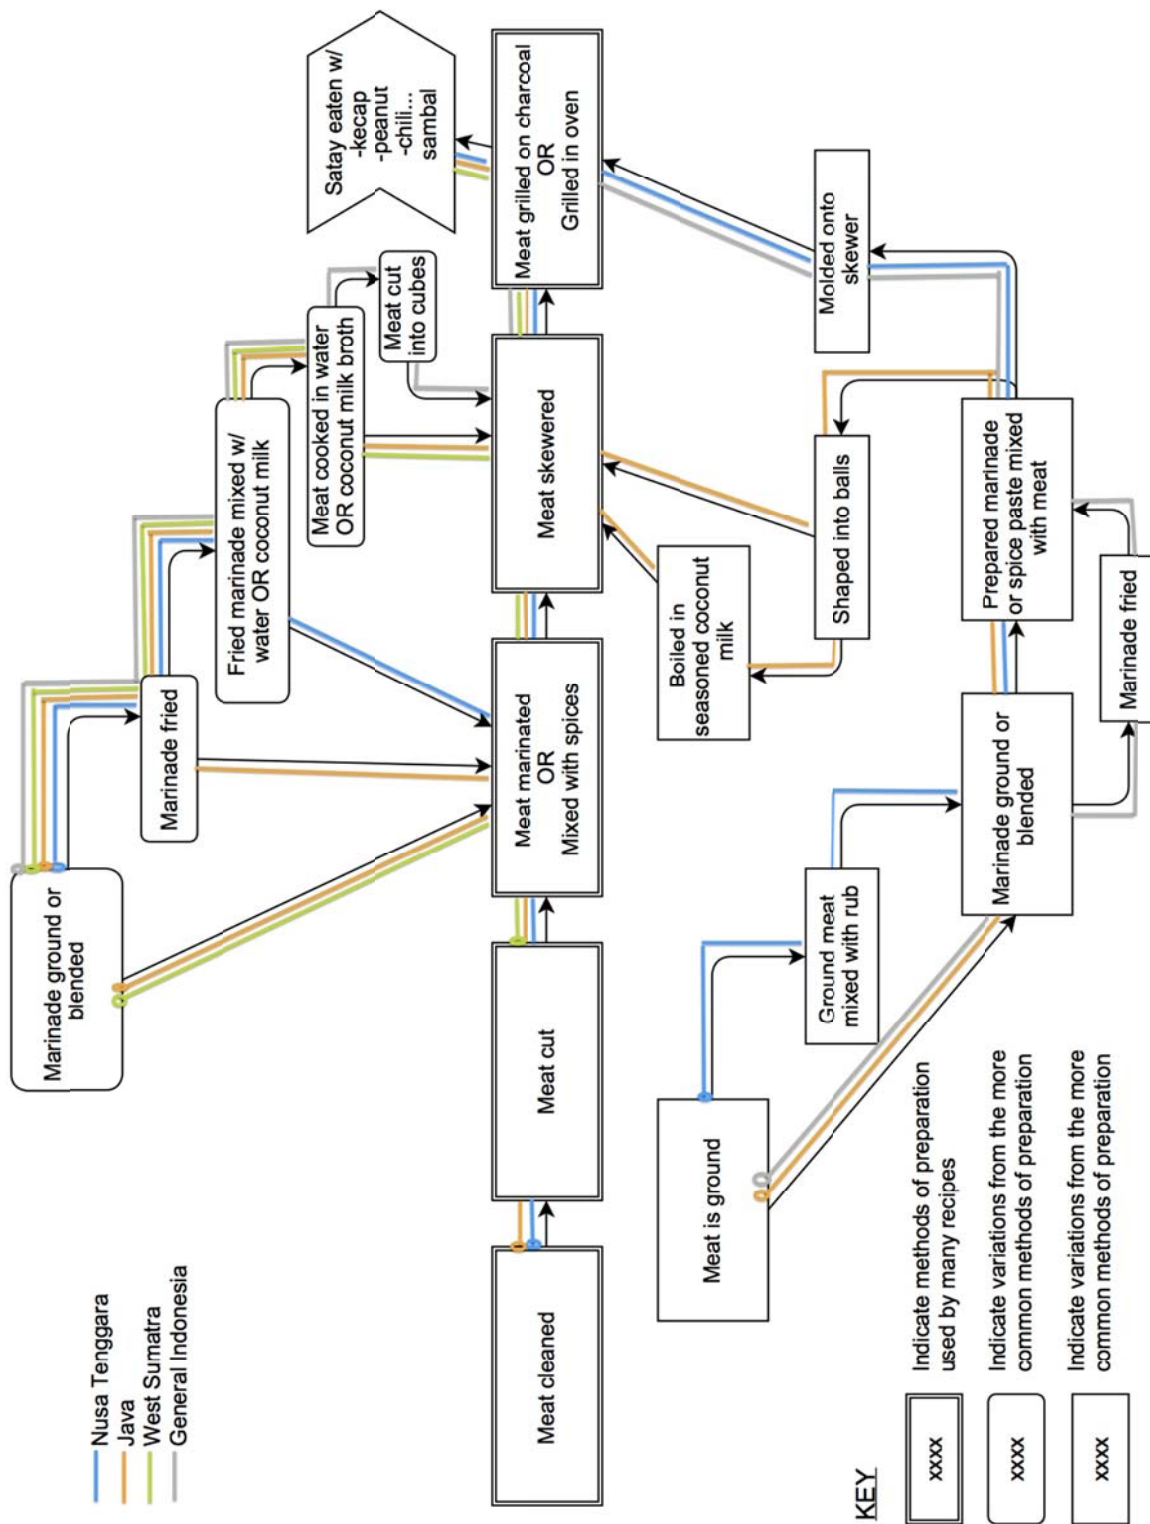 Nusa Tenggara
Java
West Sumatra
General Indonesia
Marinade ground or
blended
Marinade fried
Fried marinade mixed w/
water OR coconut milk
Meat cooked in water
OR coconut milk broth
Meat cut
into cubes
Satay eaten w/
-kecap
-peanut
-chili...
sambal
Meat cleaned
Meat cut
Meat marinated
OR
Mixed with spices
Meat skewered
Meat grilled on charcoal
OR
Grilled in oven
Meat is ground
Ground meat
mixed with rub
Marinade ground or
blended
Marinade fried
Prepared marinade
or spice paste mixed
with meat
Boiled in
seasoned coconut
milk
Shaped into balls
Molded onto
skewer
KEY
xxxx
Indicate methods of preparation
used by many recipes
xxxx
Indicate variations from the more
common methods of preparation
xxxx
Indicate variations from the more
common methods of preparation